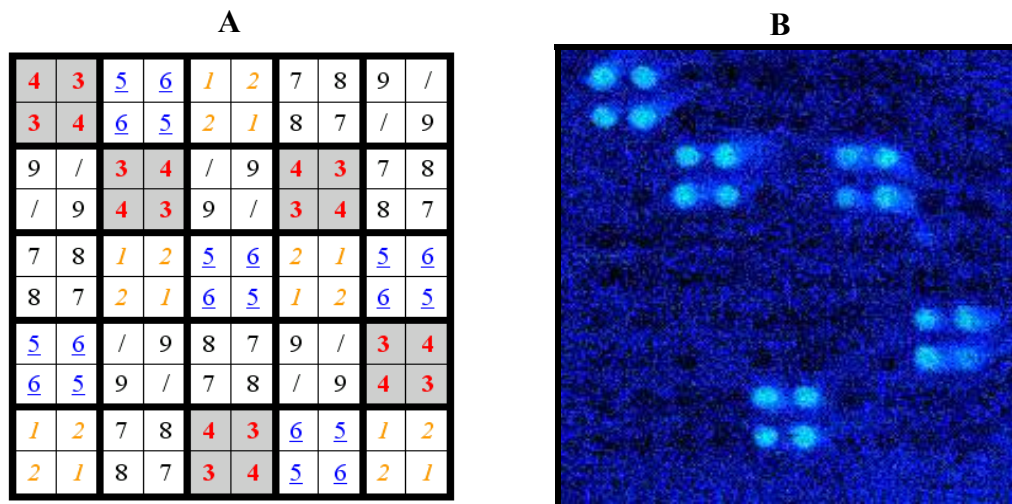 A B
4 3 5 6 1 2 7 8 9 /
3 4 6 5 2 1 8 7 / 9
9 / 3 4 / 9 4 3 7 8
/ 9 4 3 9 / 3 4 8 7
7 8 1 2 5 6 2 1 5 6
8 7 2 1 6 5 1 2 6 5
5 6 / 9 8 7 9 / 3 4
6 5 9 / 7 8 / 9 4 3
1 2 7 8 4 3 6 5 1 2
2 1 8 7 3 4 5 6 2 1